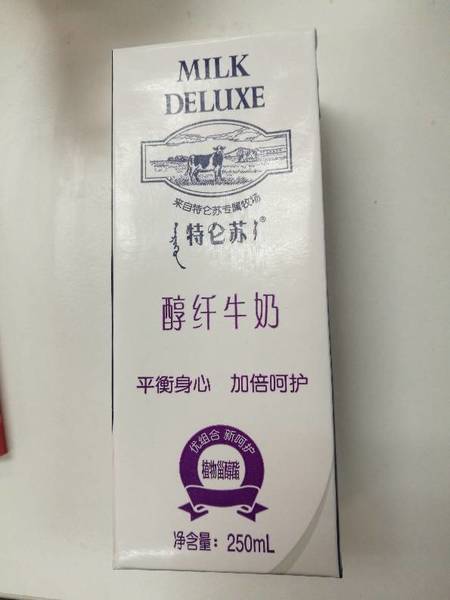 MILK
DELUXE
来自特仑苏专属牧场
特仑苏®
醇纤牛奶
平衡身心 加倍呵护
优组合 新呵护
植物甾醇酯
净含量：250mL